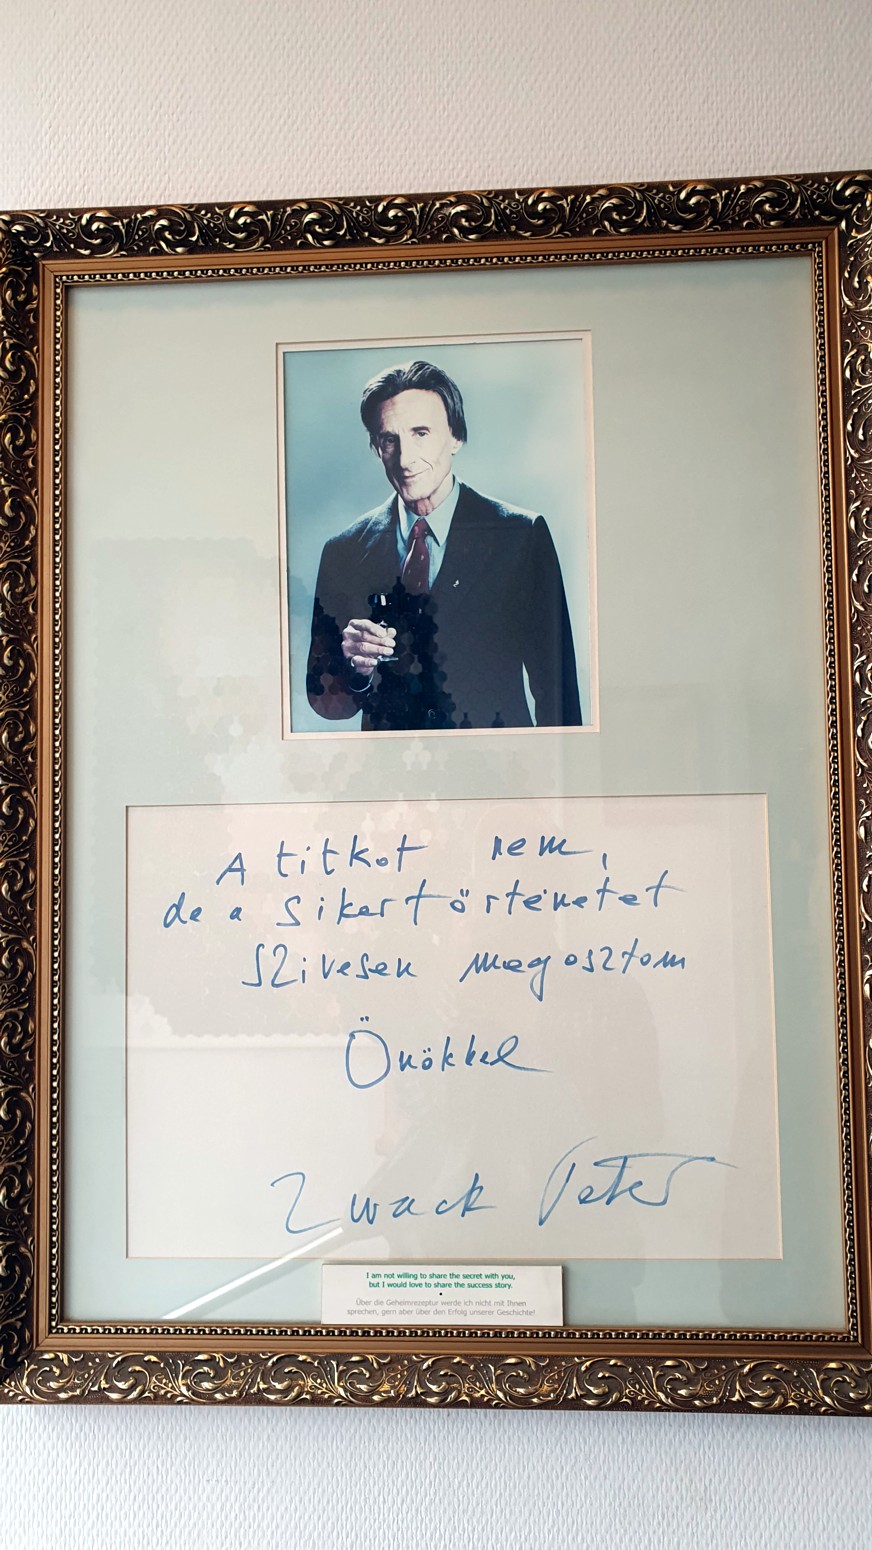 A titkot nem,
de a sikertörténetet
szivesen megosztom
Önökkel
Zwack Péter
I am not willing to share the secret with you,
but I would love to share the success story.
•
Über die Geheimrezeptur werde ich nicht mit Ihnen
sprechen, gern aber über den Erfolg unserer Geschichte!